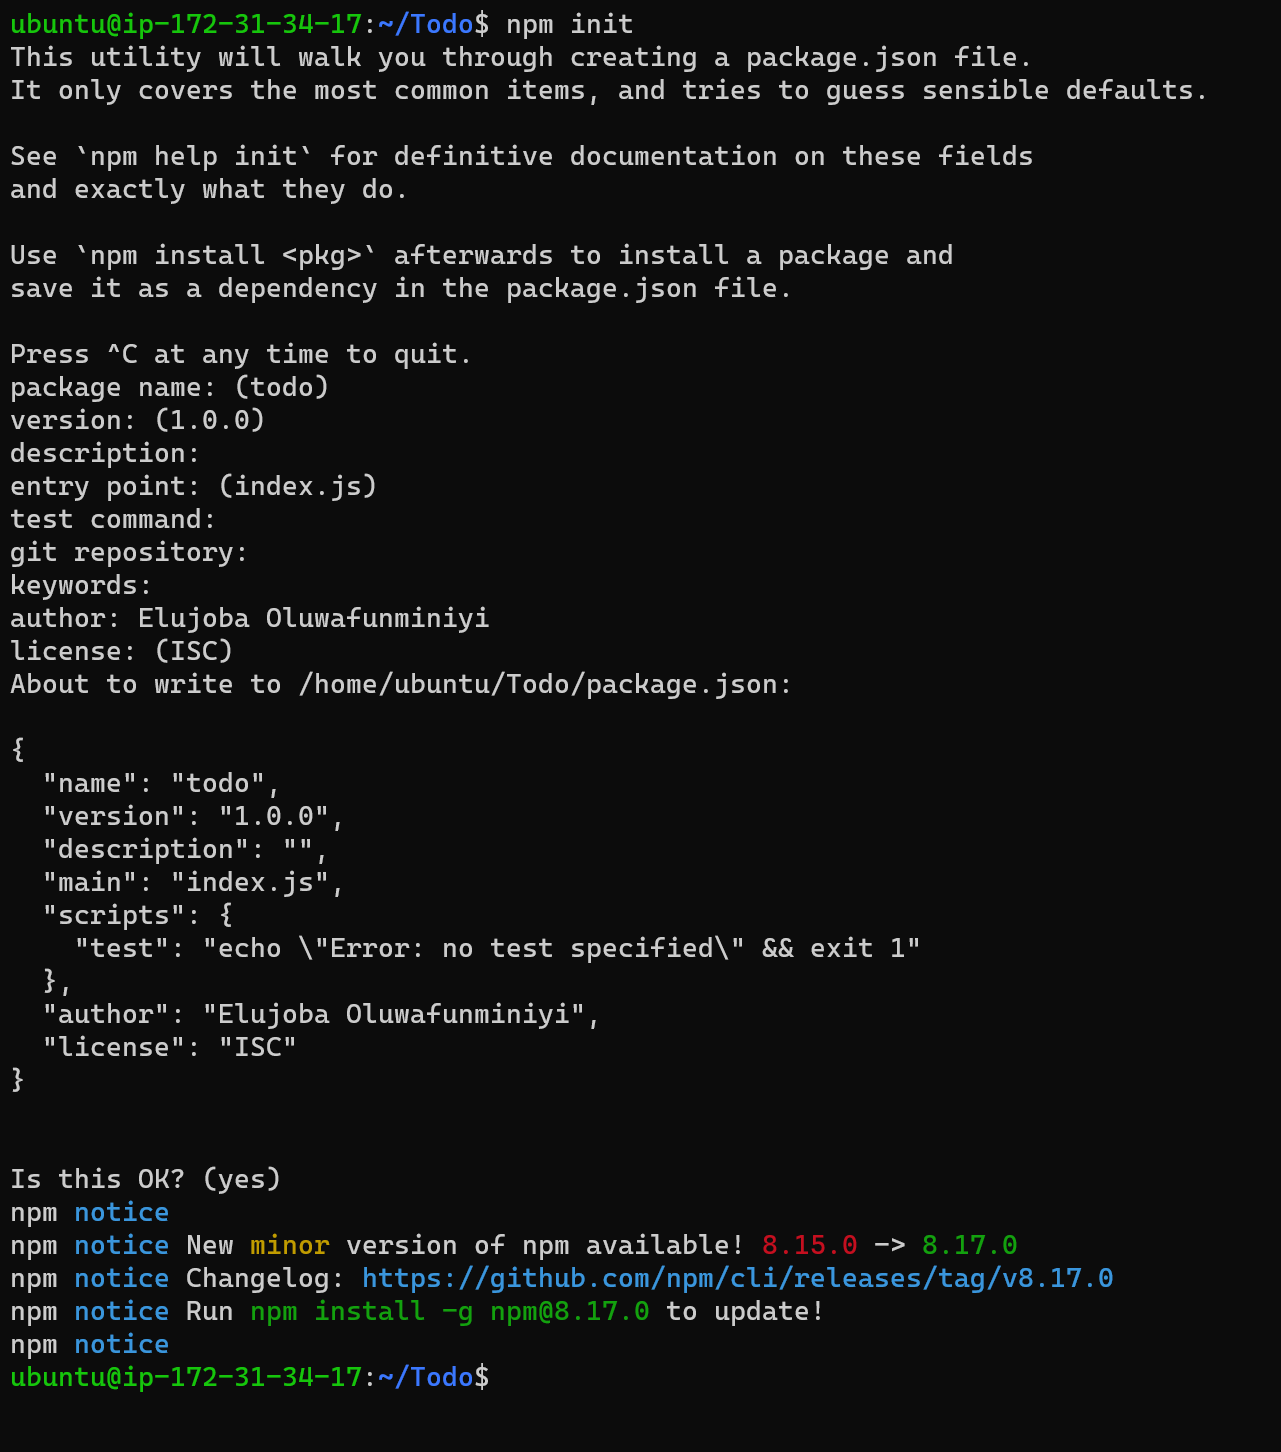 ubuntu@ip-172-31-34-17:~/Todo$ npm init
This utility will walk you through creating a package.json file.
It only covers the most common items, and tries to guess sensible defaults.

See `npm help init` for definitive documentation on these fields
and exactly what they do.

Use `npm install <pkg>` afterwards to install a package and
save it as a dependency in the package.json file.

Press ^C at any time to quit.
package name: (todo)
version: (1.0.0)
description:
entry point: (index.js)
test command:
git repository:
keywords:
author: Elujoba Oluwafunminiyi
license: (ISC)
About to write to /home/ubuntu/Todo/package.json:

{
  "name": "todo",
  "version": "1.0.0",
  "description": "",
  "main": "index.js",
  "scripts": {
    "test": "echo \"Error: no test specified\" && exit 1"
  },
  "author": "Elujoba Oluwafunminiyi",
  "license": "ISC"
}


Is this OK? (yes)
npm notice
npm notice New minor version of npm available! 8.15.0 -> 8.17.0
npm notice Changelog: https://github.com/npm/cli/releases/tag/v8.17.0
npm notice Run npm install -g npm@8.17.0 to update!
npm notice
ubuntu@ip-172-31-34-17:~/Todo$